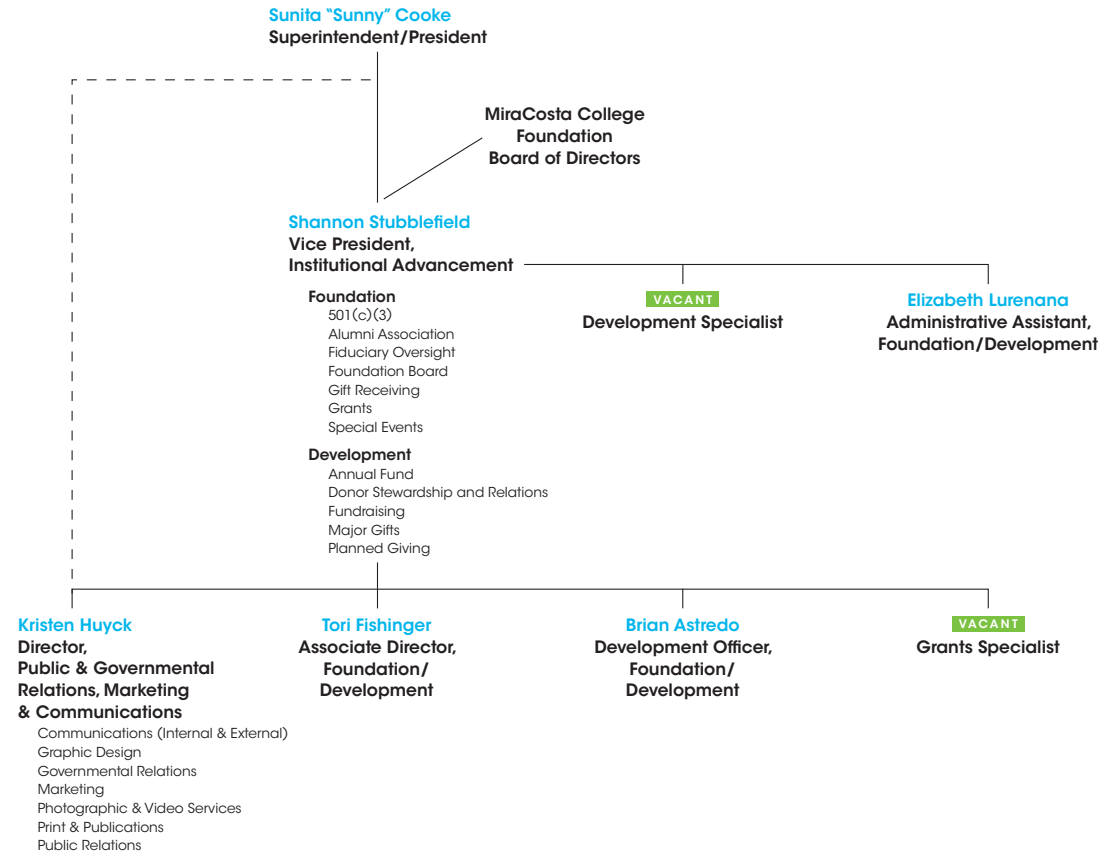 Sunita “Sunny” Cooke
Superintendent/President
MiraCosta College
Foundation
Board of Directors
Shannon Stubblefield
Vice President,
Institutional Advancement
Foundation
501(c)(3)
Alumni Association
Fiduciary Oversight
Foundation Board
Gift Receiving
Grants
Special Events
Development
Annual Fund
Donor Stewardship and Relations
Fundraising
Major Gifts
Planned Giving
VACANT
Development Specialist
Elizabeth Lurenana
Administrative Assistant,
Foundation/Development
Kristen Huyck
Director,
Public & Governmental
Relations, Marketing
& Communications
Communications (Internal & External)
Graphic Design
Governmental Relations
Marketing
Photographic & Video Services
Print & Publications
Public Relations
Tori Fishinger
Associate Director,
Foundation/
Development
Brian Astredo
Development Officer,
Foundation/
Development
VACANT
Grants Specialist